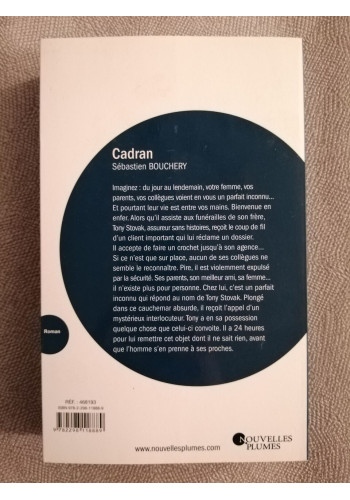 Cadran
Sébastien BOUCHERY
Imaginez : du jour au lendemain, votre femme, vos
parents, vos collègues voient en vous un parfait inconnu...
Et pourtant leur vie est entre vos mains. Bienvenue en
enfer. Alors qu'il assiste aux funérailles de son frère,
Tony Stovak, assureur sans histoires, reçoit le coup de fil
d'un client important qui lui réclame un dossier.
Il accepte de faire un crochet jusqu'à son agence...
Si ce n'est que sur place, aucun de ses collègues ne
semble le reconnaître. Pire, il est violemment expulsé
par la sécurité. Ses parents, son meilleur ami, sa femme...
il n'existe plus pour personne. Chez lui, c'est un parfait
inconnu qui répond au nom de Tony Stovak. Plongé
dans ce cauchemar absurde, il reçoit l'appel d'un
mystérieux interlocuteur. Tony a en sa possession
quelque chose que celui-ci convoite. Il a 24 heures
pour lui remettre cet objet dont il ne sait rien, avant
que l'homme s'en prenne à ses proches.
Roman
www.nouvellesplumes.com
NOUVELLES
PLUMES